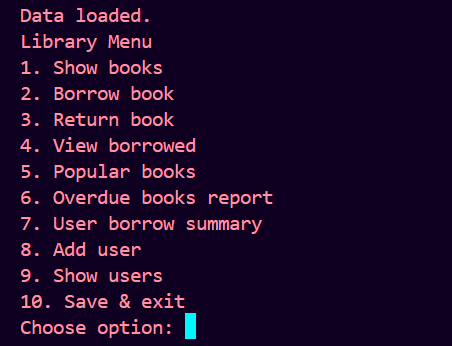 Data loaded.
Library Menu
1. Show books
2. Borrow book
3. Return book
4. View borrowed
5. Popular books
6. Overdue books report
7. User borrow summary
8. Add user
9. Show users
10. Save & exit
Choose option: